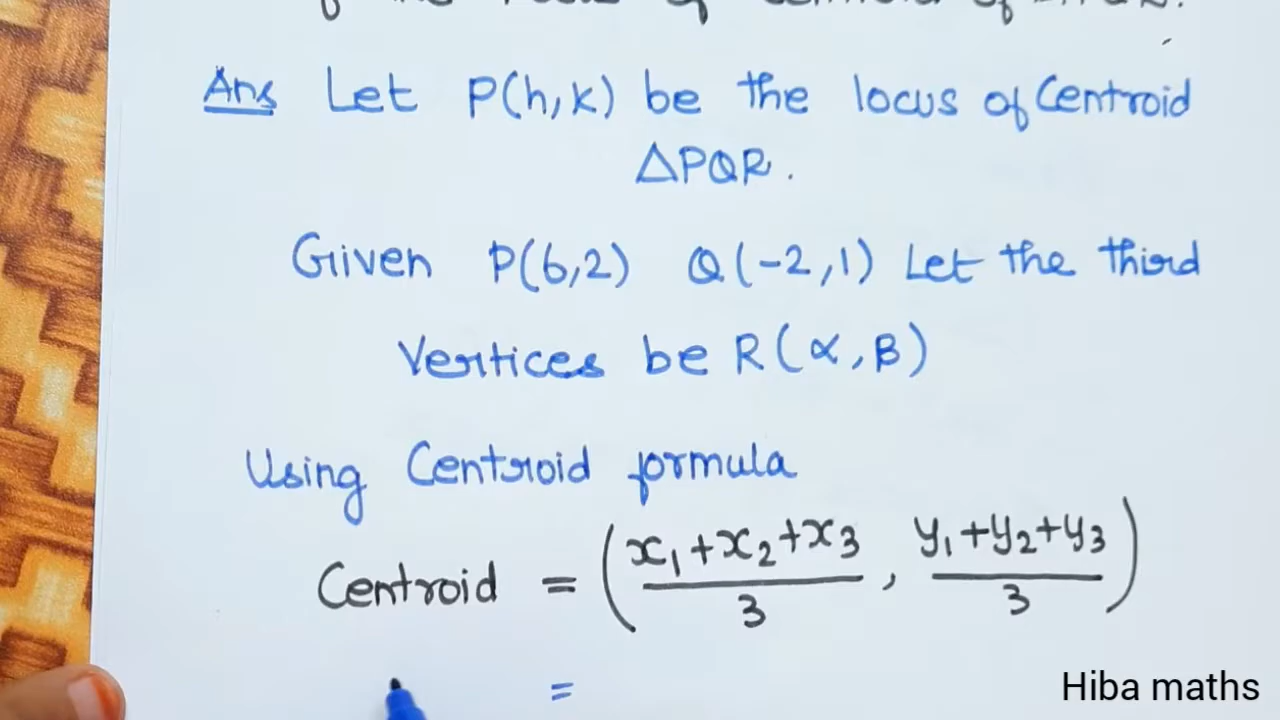 Ans Let P(h,k) be the locus of Centroid
△PQR.
Given P(6,2) Q(-2,1) Let the third
Vertices be R(α,β)
Using Centroid formula
Centroid = (x₁+x₂+x₃/3, y₁+y₂+y₃/3)
=
Hiba maths